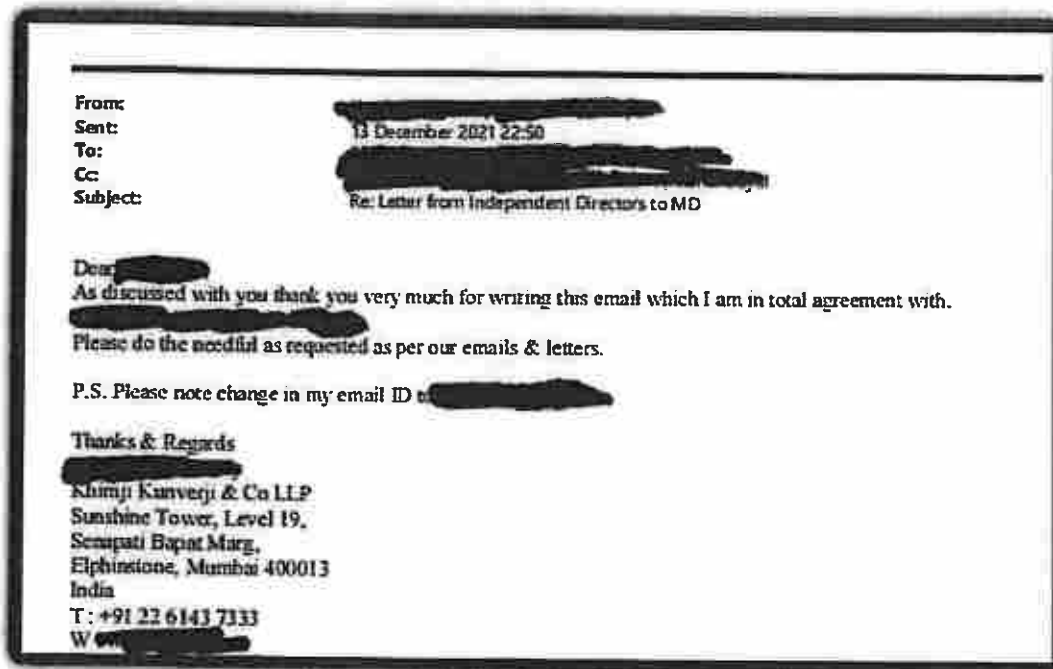 From:
Sent: 13 December 2021 22:50
To:
Cc:
Subject: Re: Letter from Independent Directors to MD
Dear
As discussed with you thank you very much for writing this email which I am in total agreement with.
Please do the needful as requested as per our emails & letters.
P.S. Please note change in my email ID
Thanks & Regards
Khimji Kunverji & Co LLP
Sunshine Tower, Level 19,
Senapati Bapat Marg,
Elphinstone, Mumbai 400013
India
T : +91 22 6143 7333
W